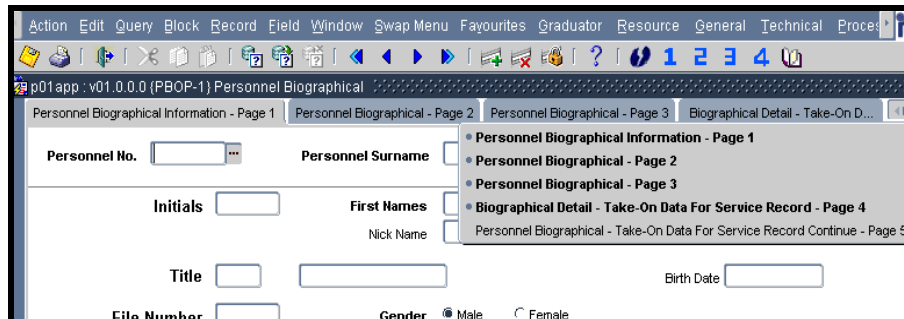 Action Edit Query Block Record Field Window Swap Menu Favourites Graduator Resource General Technical
? 1 2 3 4
p01app : v01.0.0.0 {PBOP-1} Personnel Biographical
Personnel Biographical Information - Page 1 Personnel Biographical - Page 2 Personnel Biographical - Page 3 Biographical Detail - Take-On D...
Personnel Biographical Information - Page 1
Personnel Biographical - Page 2
Personnel Biographical - Page 3
Biographical Detail - Take-On Data For Service Record - Page 4
Personnel Biographical - Take-On Data For Service Record Continue - Page 5
Personnel No. ... Personnel Surname
Initials First Names
Nick Name
Title Birth Date
File Number Gender Male Female